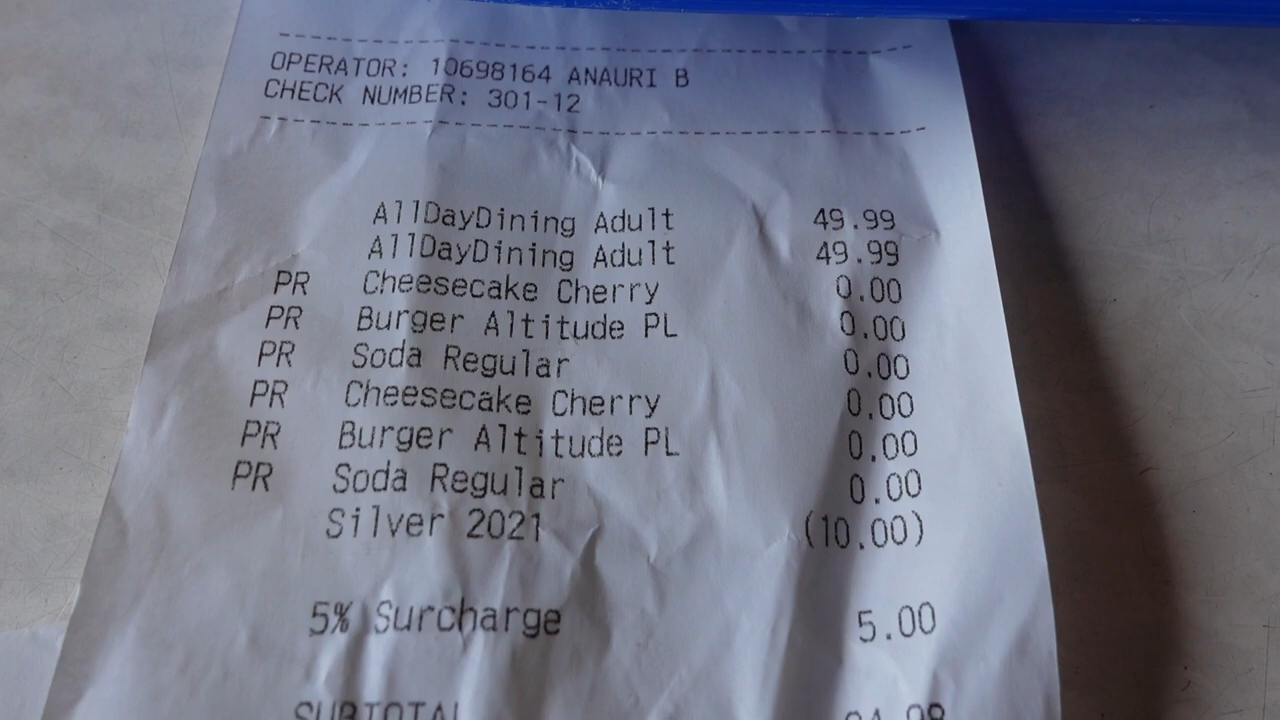 OPERATOR: 10698164 ANAURI B
CHECK NUMBER: 301-12
AllDayDining Adult 49.99
AllDayDining Adult 49.99
PR Cheesecake Cherry 0.00
PR Burger Altitude PL 0.00
PR Soda Regular 0.00
PR Cheesecake Cherry 0.00
PR Burger Altitude PL 0.00
PR Soda Regular 0.00
Silver 2021 (10.00)
5% Surcharge 5.00
SUBTOTAL